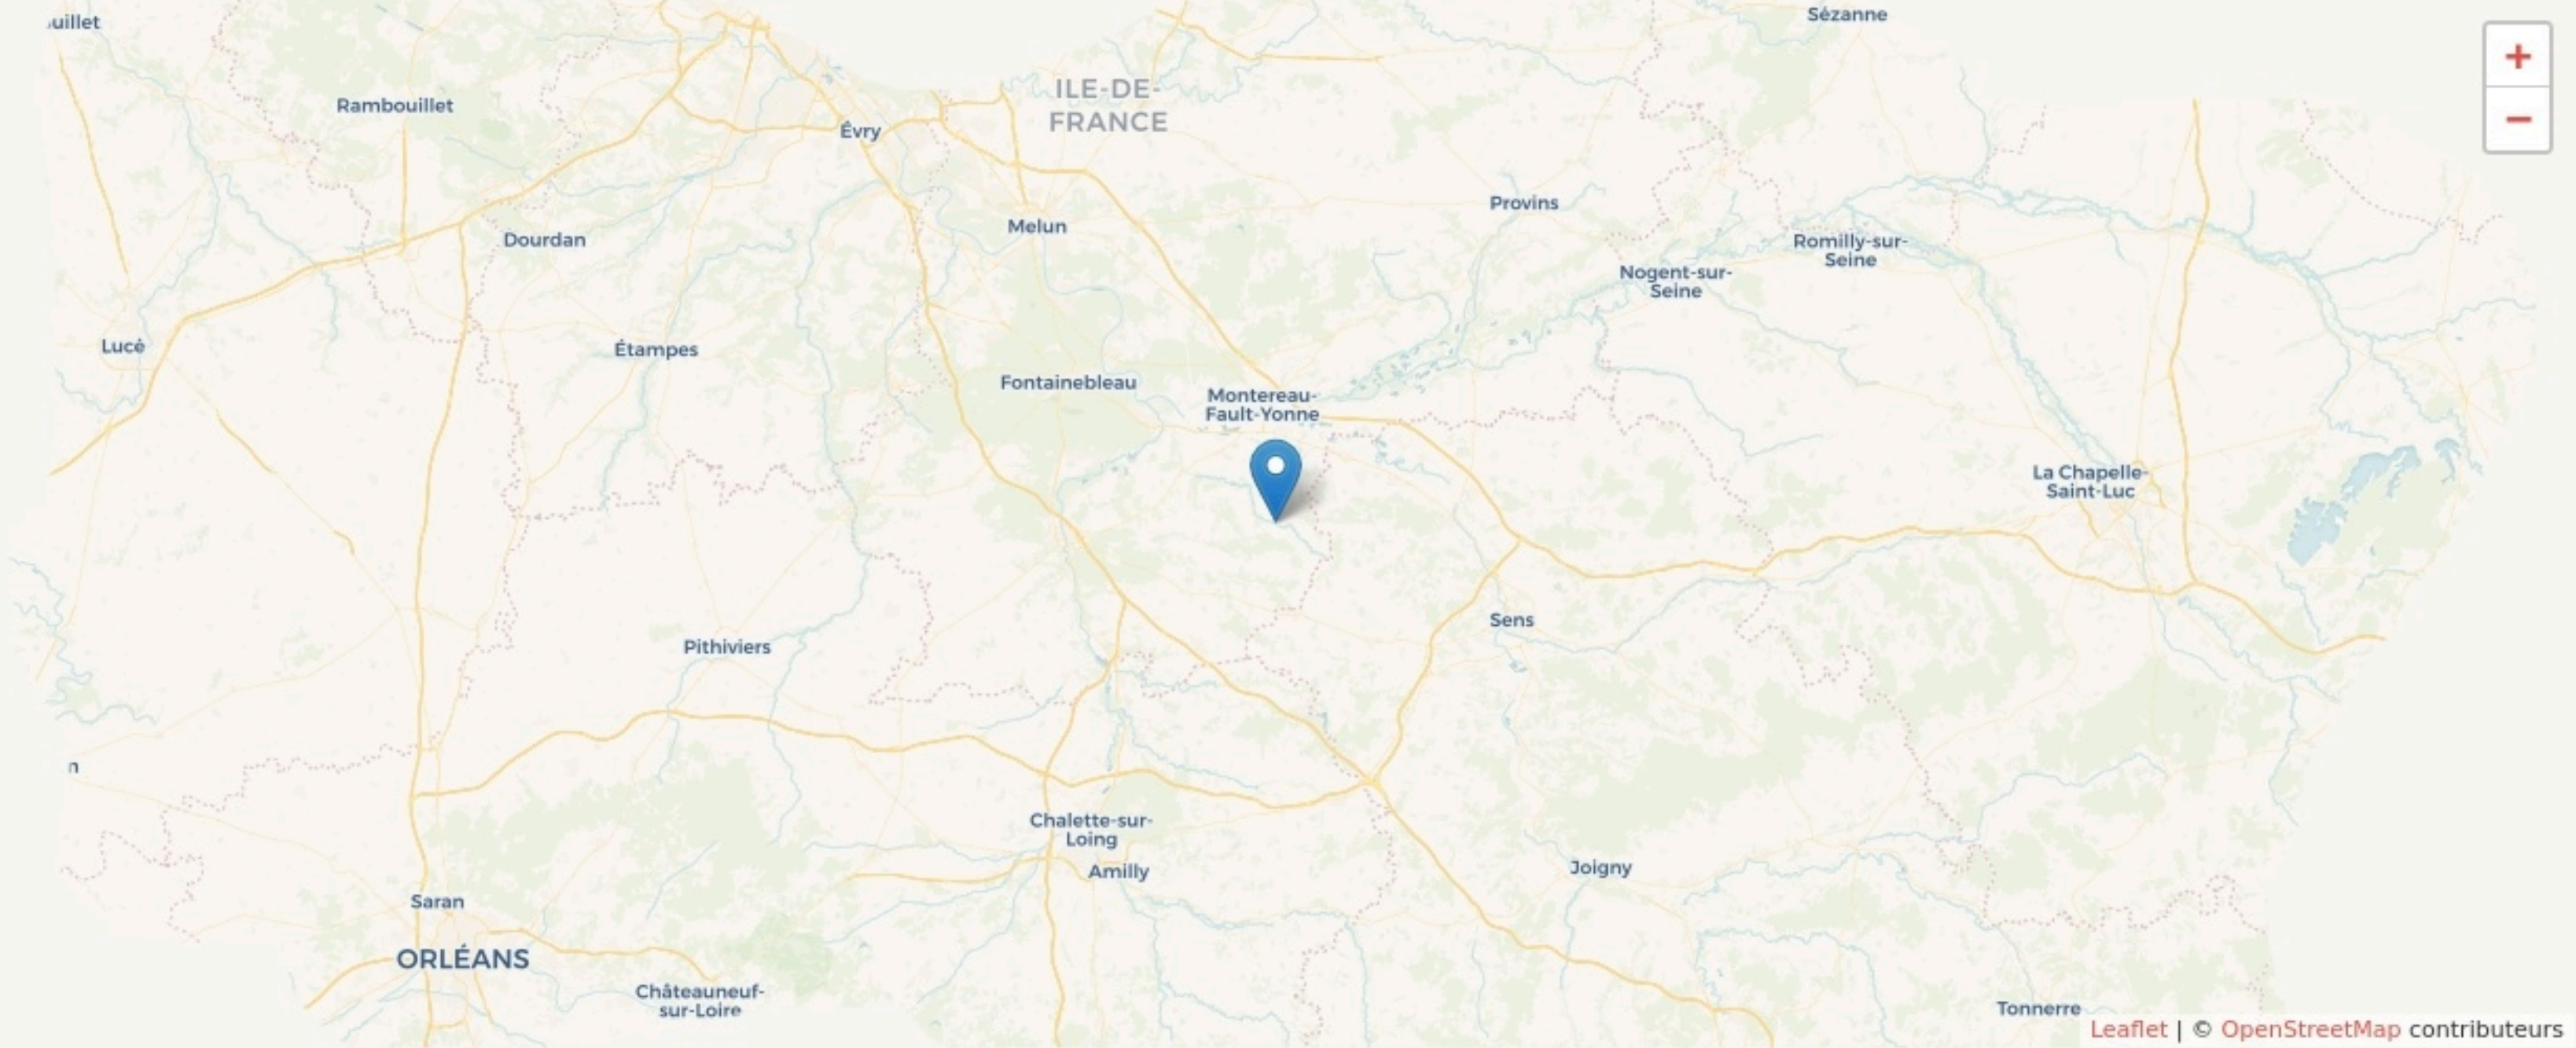 uillet
Sézanne
+
ILE-DE-
FRANCE
Rambouillet
−
Évry
Provins
Melun
Dourdan
Romilly-sur-
Seine
Nogent-sur-
Seine
Lucé
Étampes
Fontainebleau
Montereau-
Fault-Yonne
La Chapelle-
Saint-Luc
Sens
Pithiviers
n
Chalette-sur-
Loing
Amilly
Joigny
Saran
ORLÉANS
Châteauneuf-
sur-Loire
Tonnerre
Leaflet | © OpenStreetMap contributeurs